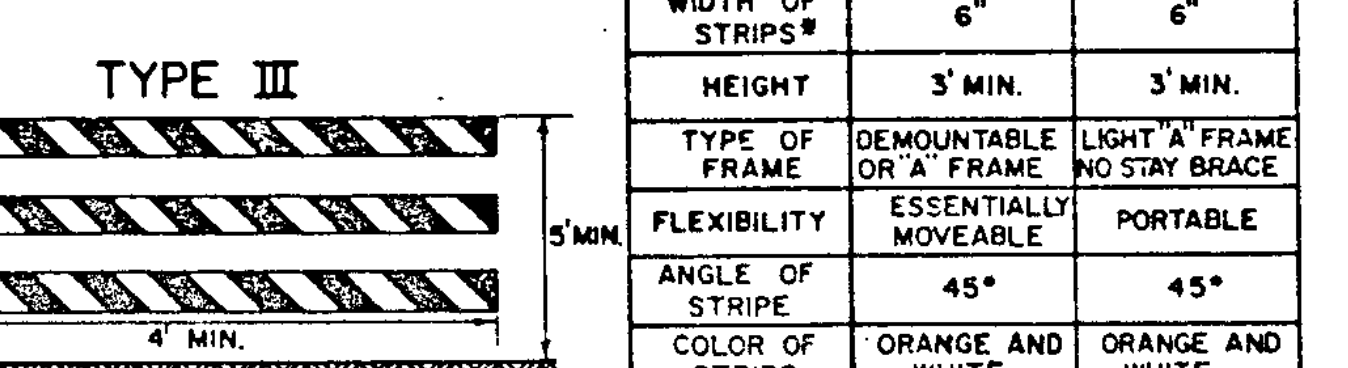 TYPE III
5' MIN.
4' MIN.
WIDTH OF
STRIPS*
6"
6"
HEIGHT
3' MIN.
3' MIN.
TYPE OF
FRAME
DEMOUNTABLE
OR "A" FRAME
LIGHT "A" FRAME
NO STAY BRACE
FLEXIBILITY
ESSENTIALLY
MOVEABLE
PORTABLE
ANGLE OF
STRIPE
45°
45°
COLOR OF
ORANGE AND
WHITE
ORANGE AND
WHITE